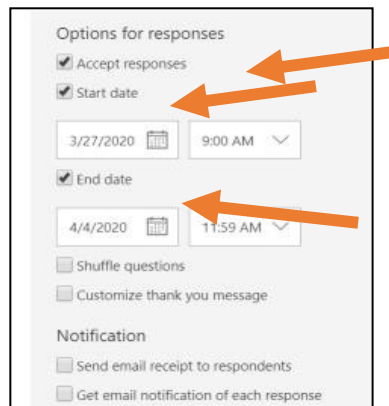 Options for responses
Accept responses
Start date
3/27/2020 9:00 AM
End date
4/4/2020 11:59 AM
Shuffle questions
Customize thank you message
Notification
Send email receipt to respondents
Get email notification of each response